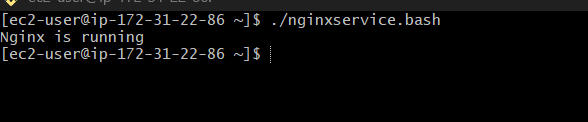 [ec2-user@ip-172-31-22-86 ~]$ ./nginxservice.bash
Nginx is running
[ec2-user@ip-172-31-22-86 ~]$